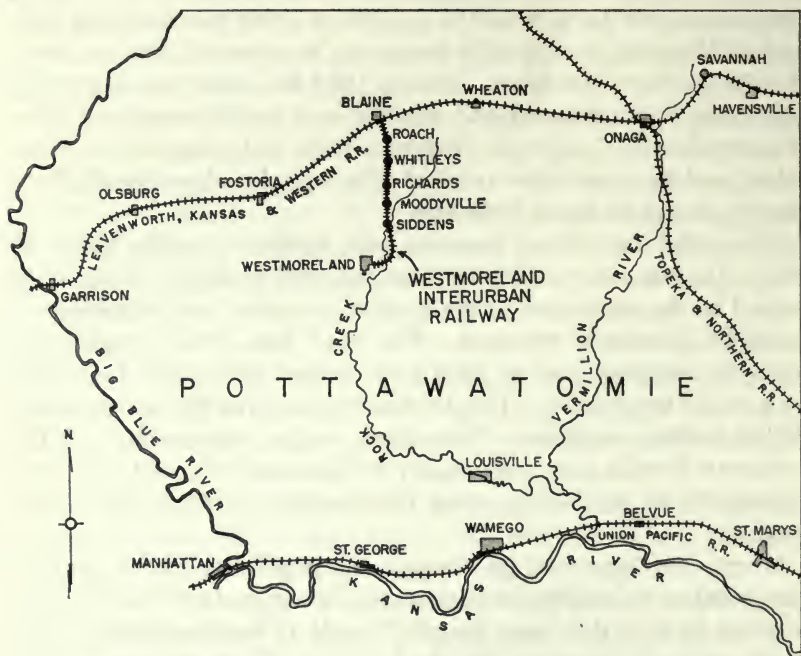 SAVANNAH
HAVENSVILLE
WHEATON
BLAINE
ONAGA
ROACH
WHITLEYS
RICHARDS
MOODYVILLE
SIDDENS
FOSTORIA
OLSBURG
LEAVENWORTH, KANSAS & WESTERN R.R.
WESTMORELAND
GARRISON
WESTMORELAND
INTERURBAN
RAILWAY
TOPEKA & NORTHERN R.R.
VERMILLION RIVER
ROCK CREEK
BIG BLUE RIVER
POTTAWATOMIE
N.
LOUISVILLE
WAMEGO
BELVUE
UNION PACIFIC R.R.
ST. MARYS
ST. GEORGE
MANHATTAN
KANSAS RIVER